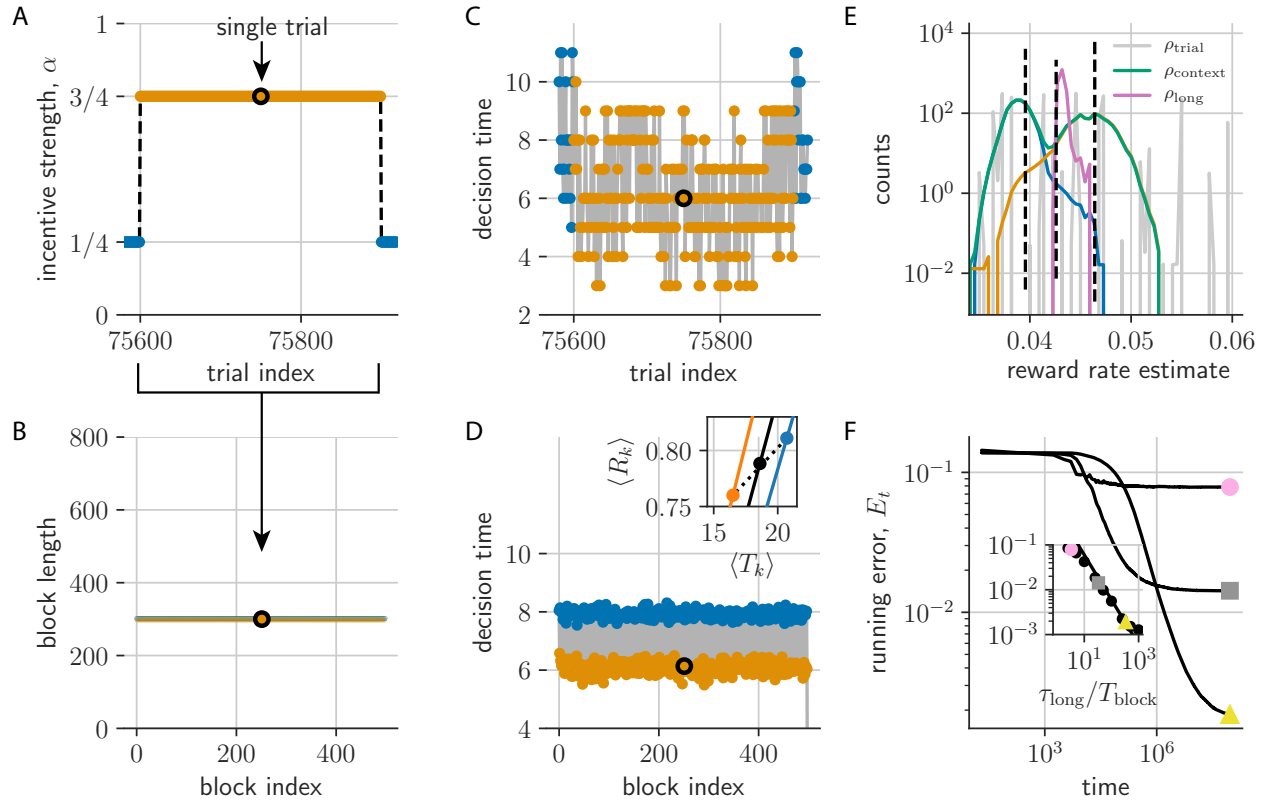 A
single trial
incentive strength, α
1
3/4
1/4
0
75600
75800
trial index
B
block length
800
600
400
200
0
0
200
400
block index
C
decision time
10
8
6
4
2
75600
75800
trial index
D
decision time
10
8
6
4
0
200
400
block index
⟨R_k⟩
0.80
0.75
15
20
⟨T_k⟩
E
counts
10^4
10^2
10^0
10^−2
ρ_trial
ρ_context
ρ_long
0.04
0.05
0.06
reward rate estimate
F
running error, E_t
10^−1
10^−2
10^3
10^6
time
10^−1
10^−2
10^−3
10^1
10^3
τ_long/T_block